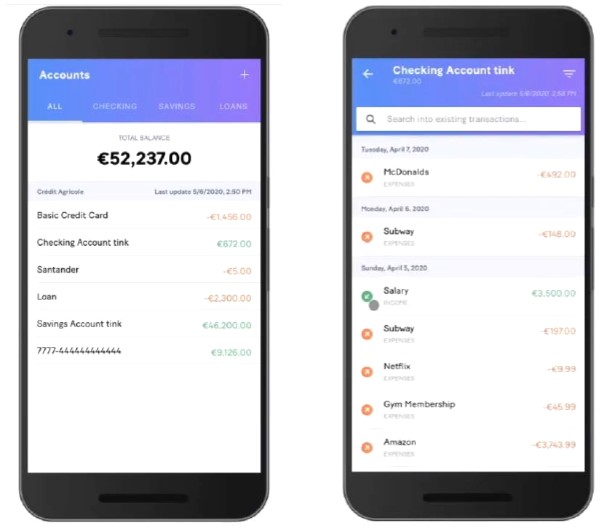 Accounts
+
ALL CHECKING SAVINGS LOANS
TOTAL BALANCE
€52,237.00
Crédit Agricole Last update 5/6/2020, 2:50 PM
Basic Credit Card -€1,456.00
Checking Account tink €672.00
Santander -€5.00
Loan -€2,300.00
Savings Account tink €46,200.00
7777-444444444444 €9,126.00
Checking Account tink
€672.00
Last update 5/6/2020, 2:52 PM
Search into existing transactions...
Tuesday, April 7, 2020
McDonalds -€492.00
EXPENSES
Monday, April 6, 2020
Subway -€148.00
EXPENSES
Sunday, April 5, 2020
Salary €3,500.00
INCOME
Subway -€197.00
EXPENSES
Netflix -€9.99
EXPENSES
Gym Membership -€45.99
EXPENSES
Amazon -€3,743.99
EXPENSES